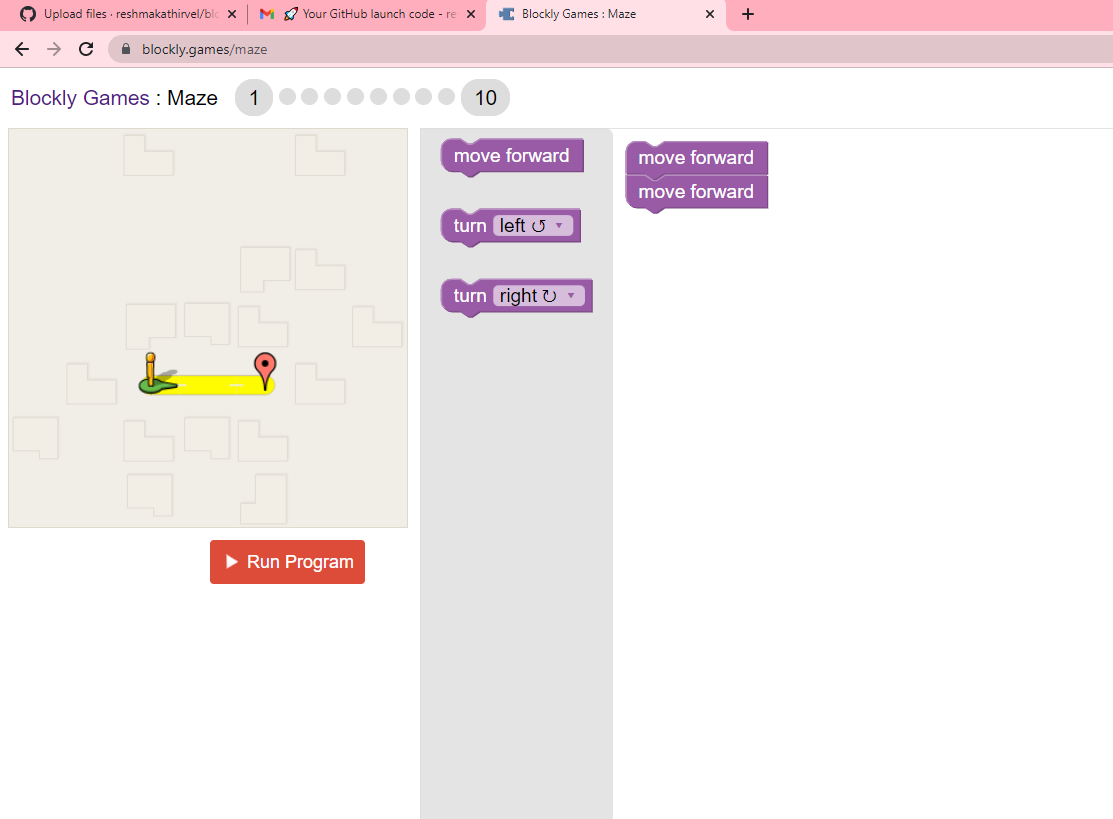 Upload files · reshmakathirvel/blo
Your GitHub launch code - re
Blockly Games : Maze
blockly.games/maze
Blockly Games : Maze 1 10
move forward
turn left ↺ ▾
turn right ↻ ▾
move forward
move forward
Run Program